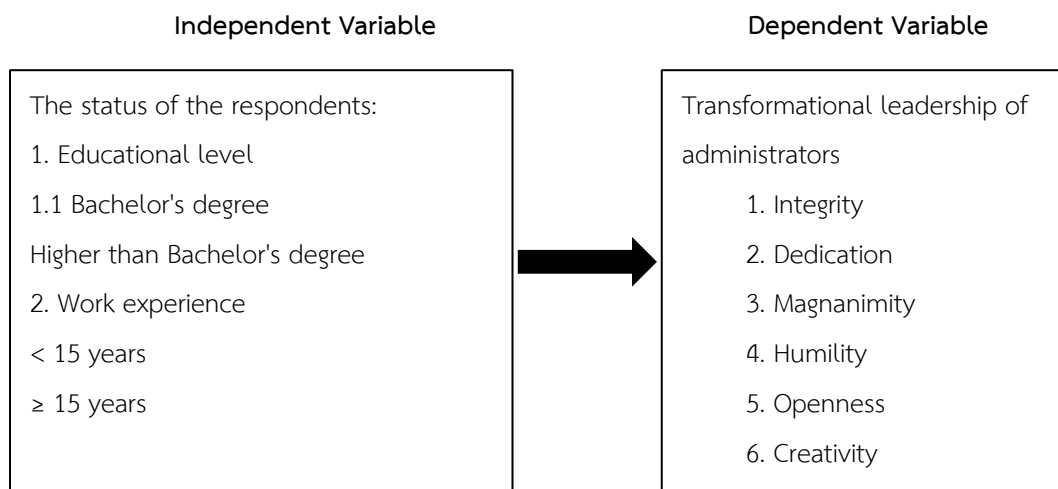 Independent Variable
Dependent Variable
The status of the respondents:
1. Educational level
1.1 Bachelor's degree
Higher than Bachelor's degree
2. Work experience
< 15 years
≥ 15 years
Transformational leadership of
administrators
1. Integrity
2. Dedication
3. Magnanimity
4. Humility
5. Openness
6. Creativity